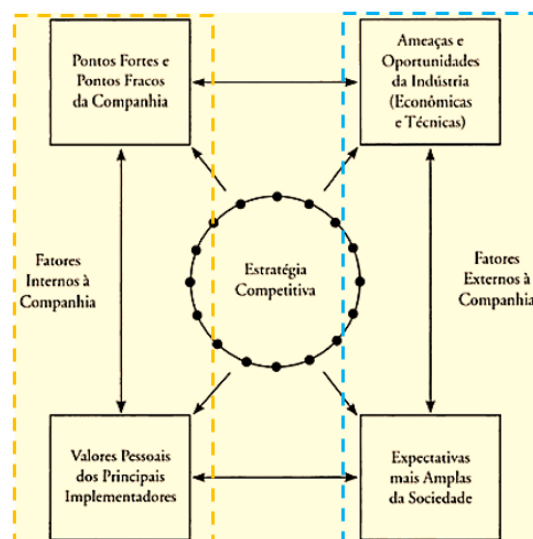 Pontos Fortes e
Pontos Fracos
da Companhia
Ameaças e
Oportunidades
da Indústria
(Econômicas
e Técnicas)
Fatores
Internos à
Companhia
Estratégia
Competitiva
Fatores
Externos à
Companhia
Valores Pessoais
dos Principais
Implementadores
Expectativas
mais Amplas
da Sociedade